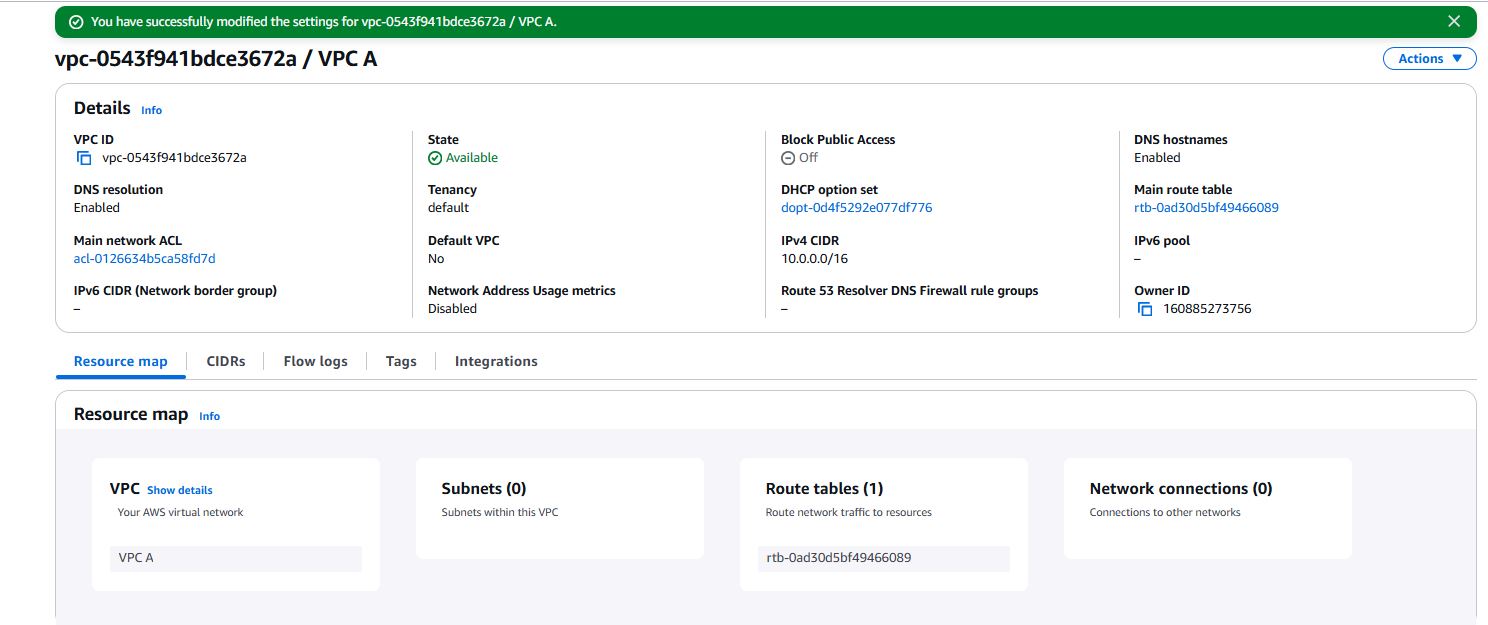 You have successfully modified the settings for vpc-0543f941bdce3672a / VPC A.
vpc-0543f941bdce3672a / VPC A
Actions
Details Info
VPC ID
vpc-0543f941bdce3672a
State
Available
Block Public Access
Off
DNS hostnames
Enabled
DNS resolution
Enabled
Tenancy
default
DHCP option set
dopt-0d4f5292e077df776
Main route table
rtb-0ad30d5bf49466089
Main network ACL
acl-0126634b5ca58fd7d
Default VPC
No
IPv4 CIDR
10.0.0.0/16
IPv6 pool
–
IPv6 CIDR (Network border group)
–
Network Address Usage metrics
Disabled
Route 53 Resolver DNS Firewall rule groups
–
Owner ID
160885273756
Resource map
CIDRs
Flow logs
Tags
Integrations
Resource map Info
VPC Show details
Your AWS virtual network
VPC A
Subnets (0)
Subnets within this VPC
Route tables (1)
Route network traffic to resources
rtb-0ad30d5bf49466089
Network connections (0)
Connections to other networks